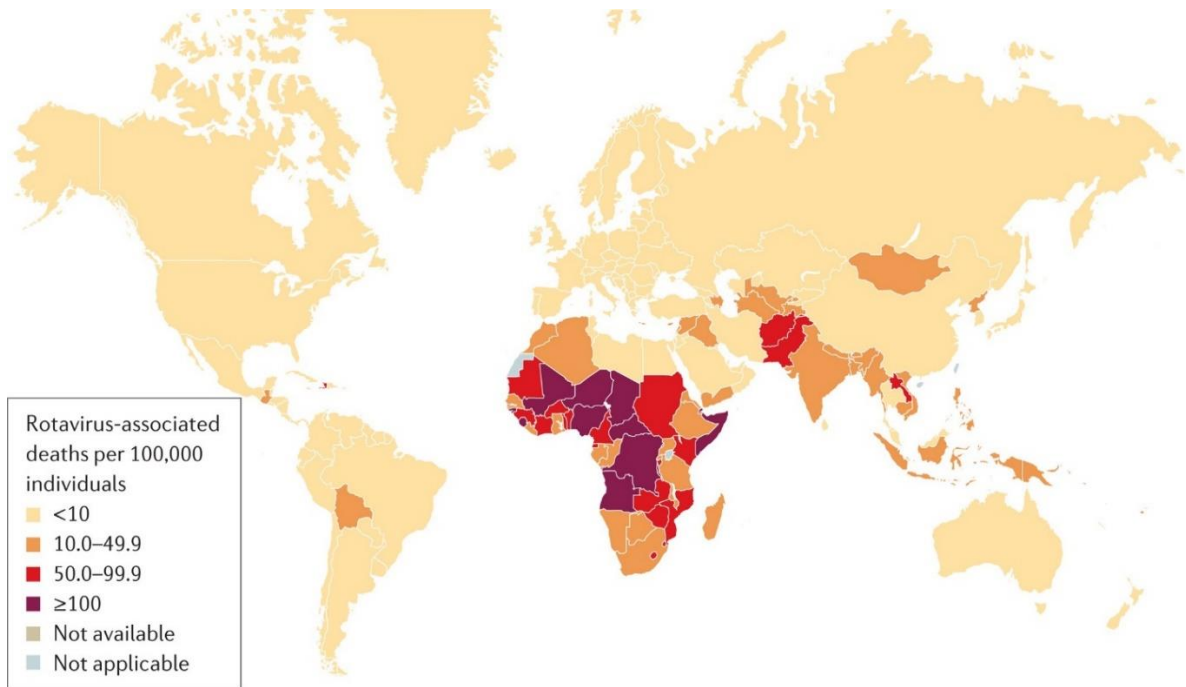 Rotavirus-associated
deaths per 100,000
individuals
<10
10.0–49.9
50.0–99.9
≥100
Not available
Not applicable